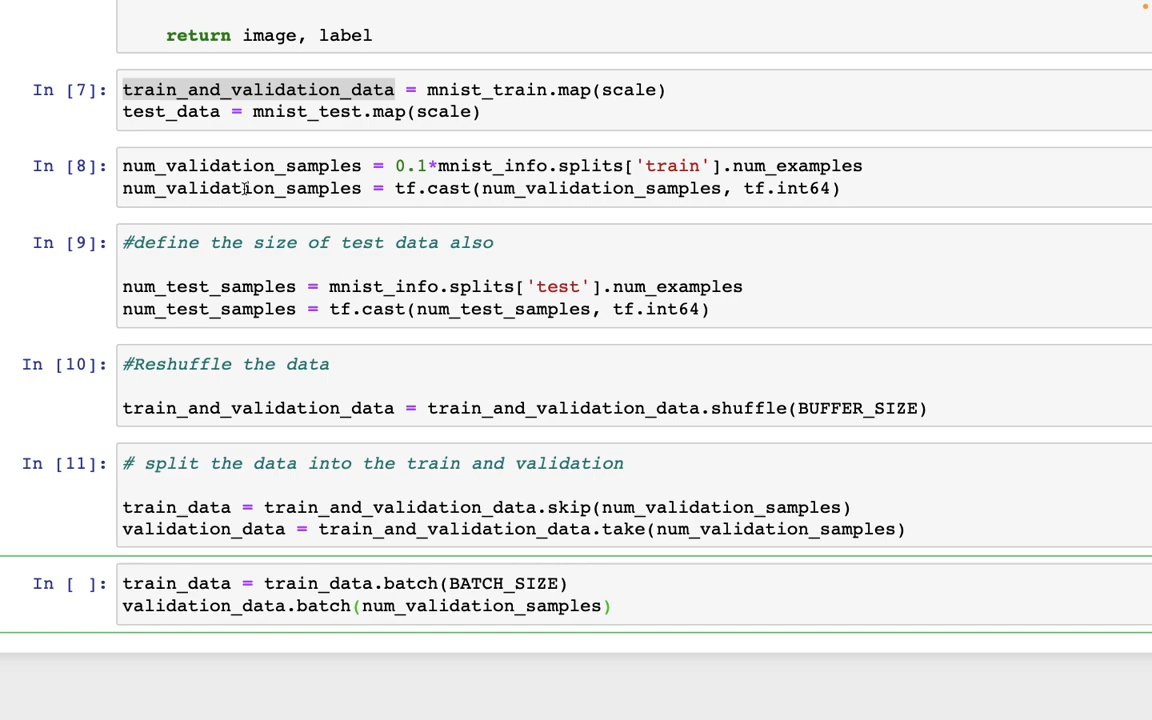 return image, label
In [7]: train_and_validation_data = mnist_train.map(scale)
test_data = mnist_test.map(scale)
In [8]: num_validation_samples = 0.1*mnist_info.splits['train'].num_examples
num_validation_samples = tf.cast(num_validation_samples, tf.int64)
In [9]: #define the size of test data also
num_test_samples = mnist_info.splits['test'].num_examples
num_test_samples = tf.cast(num_test_samples, tf.int64)
In [10]: #Reshuffle the data
train_and_validation_data = train_and_validation_data.shuffle(BUFFER_SIZE)
In [11]: # split the data into the train and validation
train_data = train_and_validation_data.skip(num_validation_samples)
validation_data = train_and_validation_data.take(num_validation_samples)
In [ ]: train_data = train_data.batch(BATCH_SIZE)
validation_data.batch(num_validation_samples)